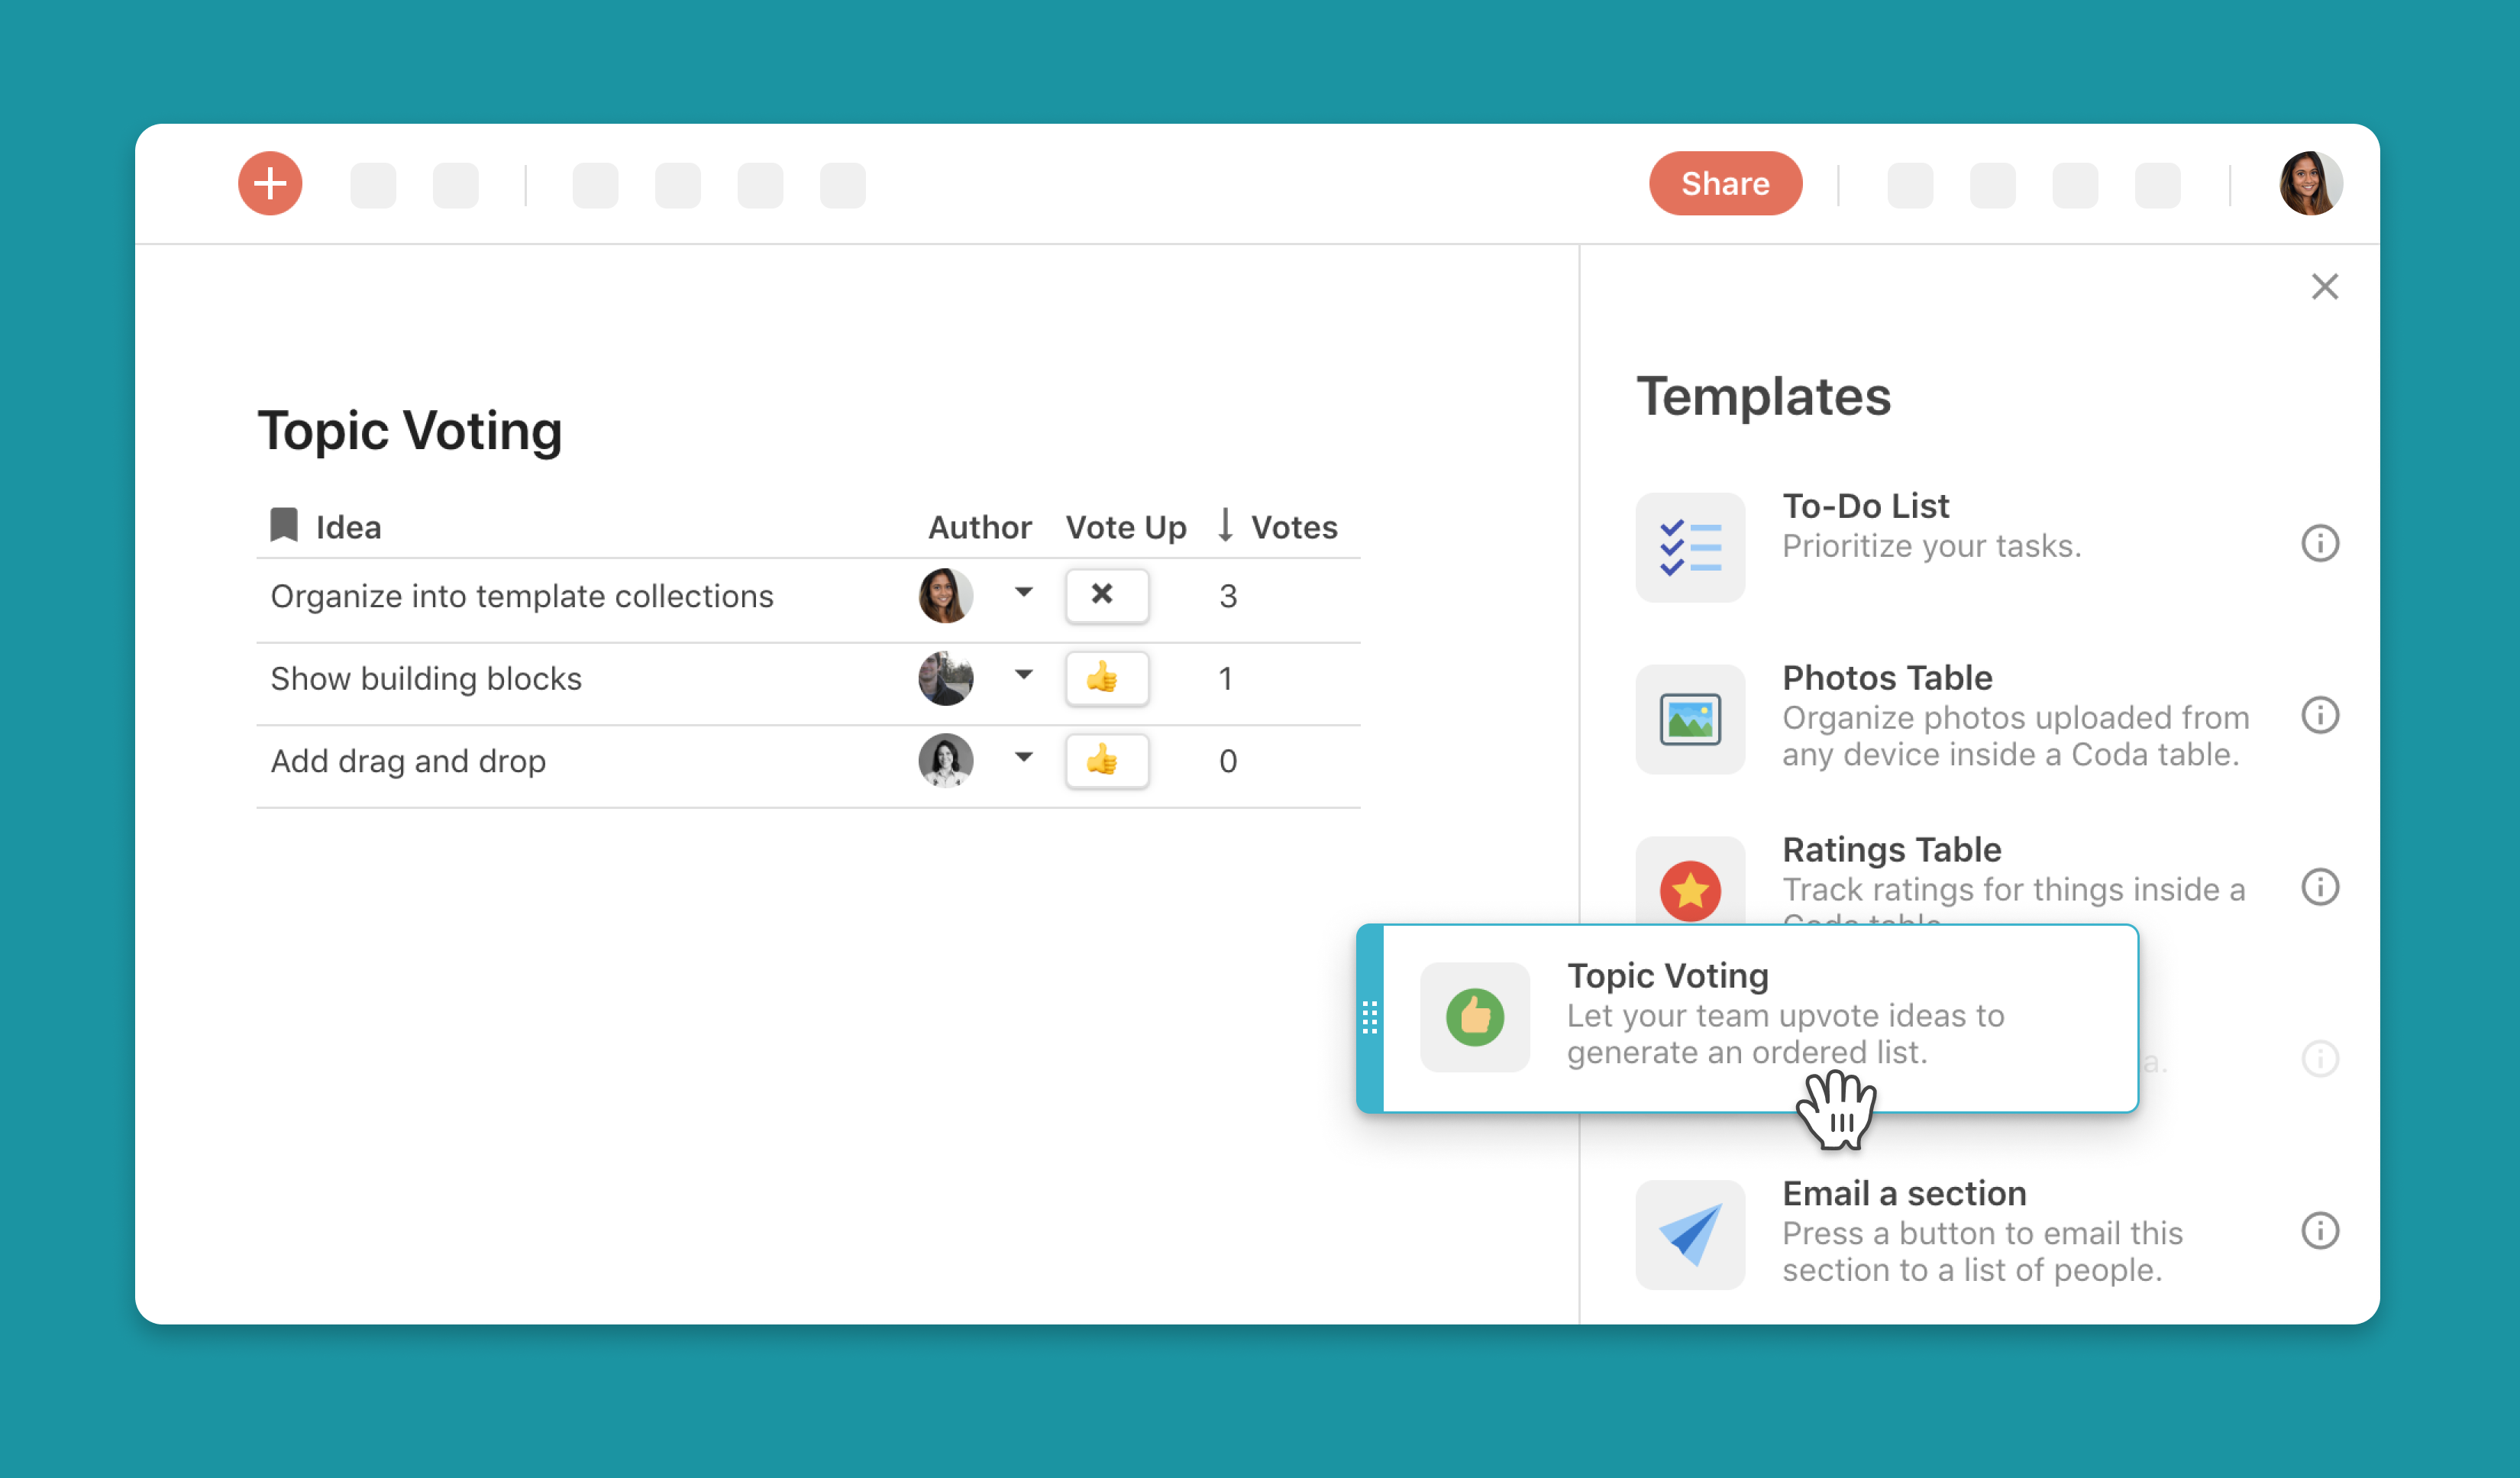 Share
Topic Voting
Idea Author Vote Up Votes
Organize into template collections 3
Show building blocks 1
Add drag and drop 0
Templates
To-Do List
Prioritize your tasks.
Photos Table
Organize photos uploaded from
any device inside a Coda table.
Ratings Table
Track ratings for things inside a
Coda table.
Topic Voting
Let your team upvote ideas to
generate an ordered list.
Email a section
Press a button to email this
section to a list of people.